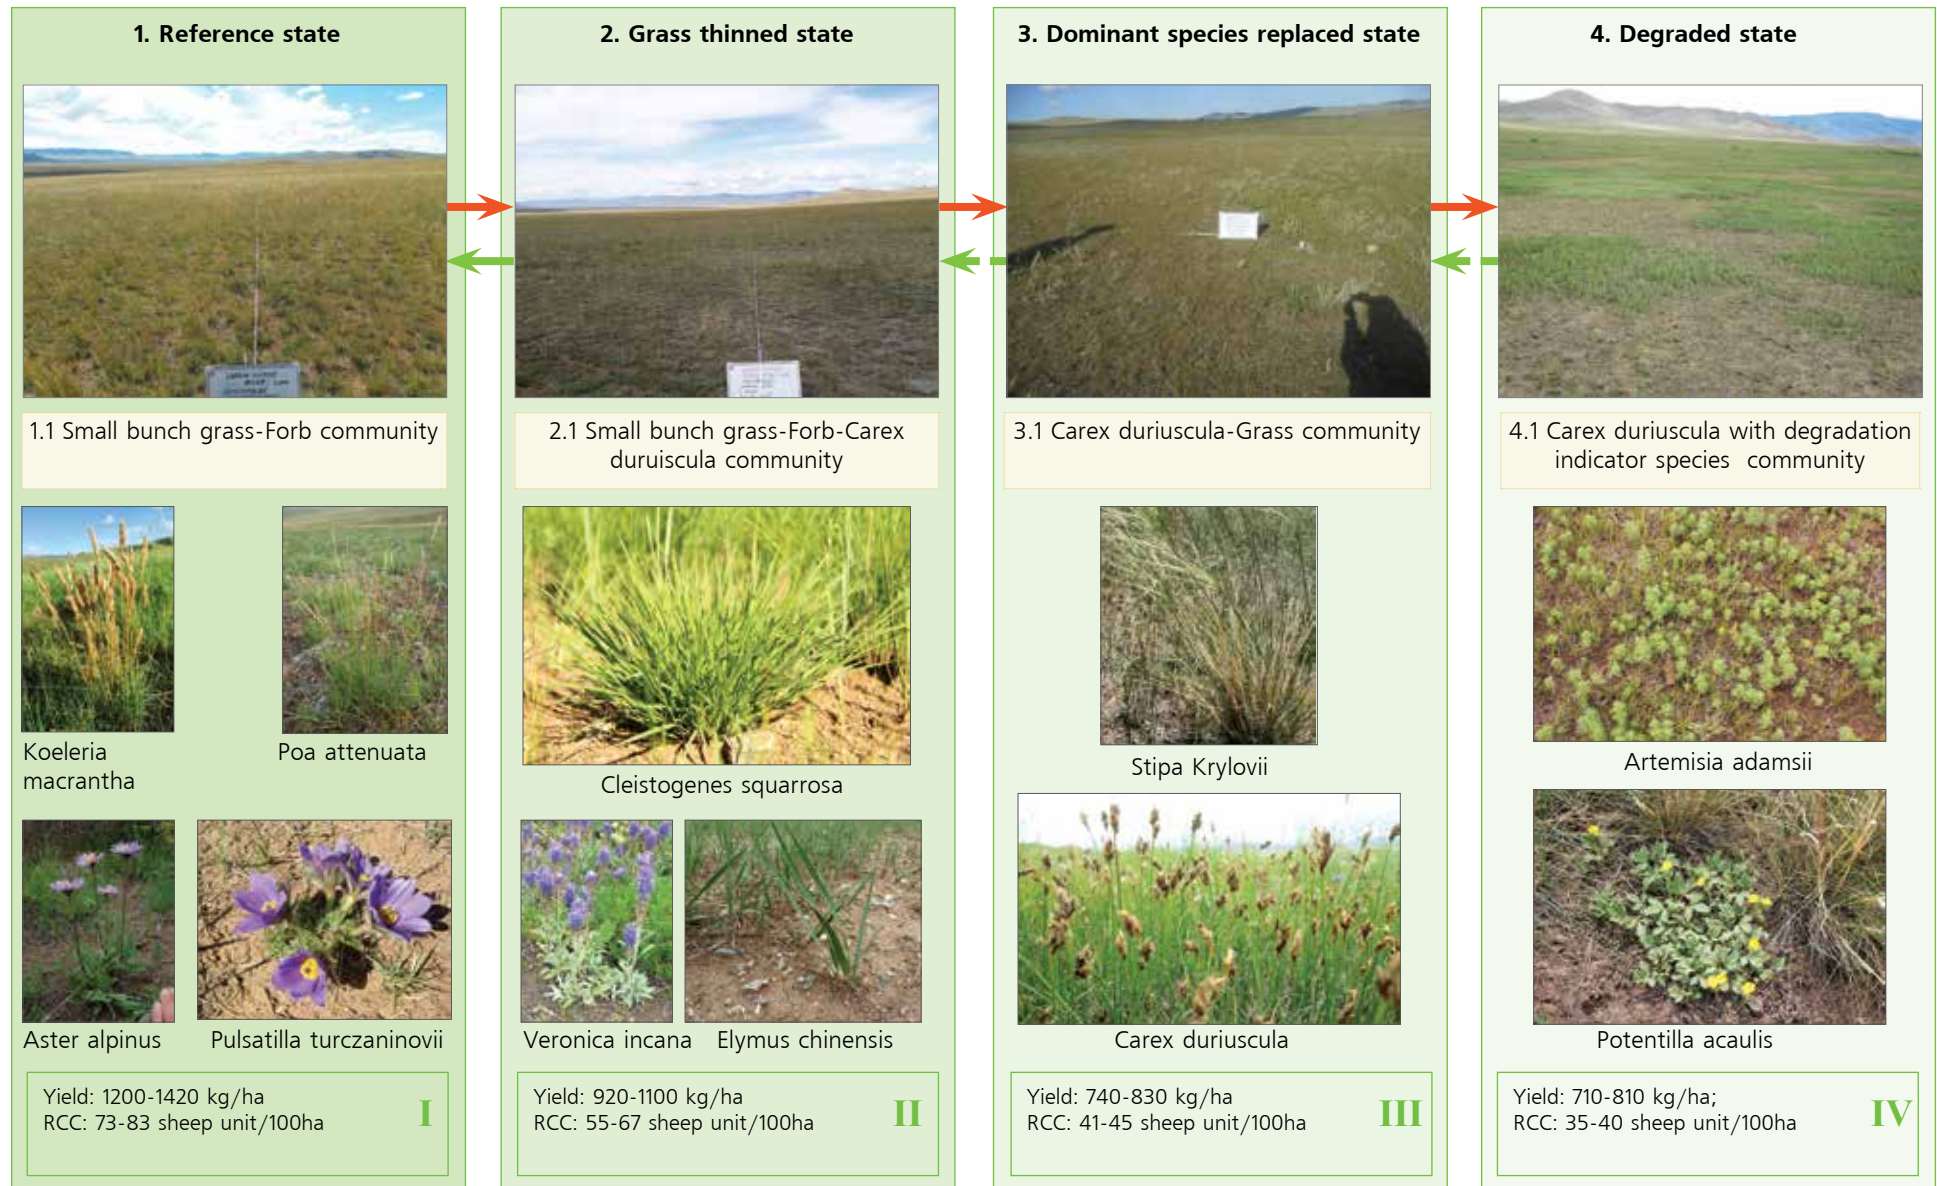 1. Reference state
1.1 Small bunch grass-Forb community
Koeleria
macrantha
Poa attenuata
Aster alpinus
Pulsatilla turczaninovii
Yield: 1200-1420 kg/ha
RCC: 73-83 sheep unit/100ha
I
2. Grass thinned state
2.1 Small bunch grass-Forb-Carex
duruiscula community
Cleistogenes squarrosa
Veronica incana
Elymus chinensis
Yield: 920-1100 kg/ha
RCC: 55-67 sheep unit/100ha
II
3. Dominant species replaced state
3.1 Carex duriuscula-Grass community
Stipa Krylovii
Carex duriuscula
Yield: 740-830 kg/ha
RCC: 41-45 sheep unit/100ha
III
4. Degraded state
4.1 Carex duriuscula with degradation
indicator species community
Artemisia adamsii
Potentilla acaulis
Yield: 710-810 kg/ha;
RCC: 35-40 sheep unit/100ha
IV